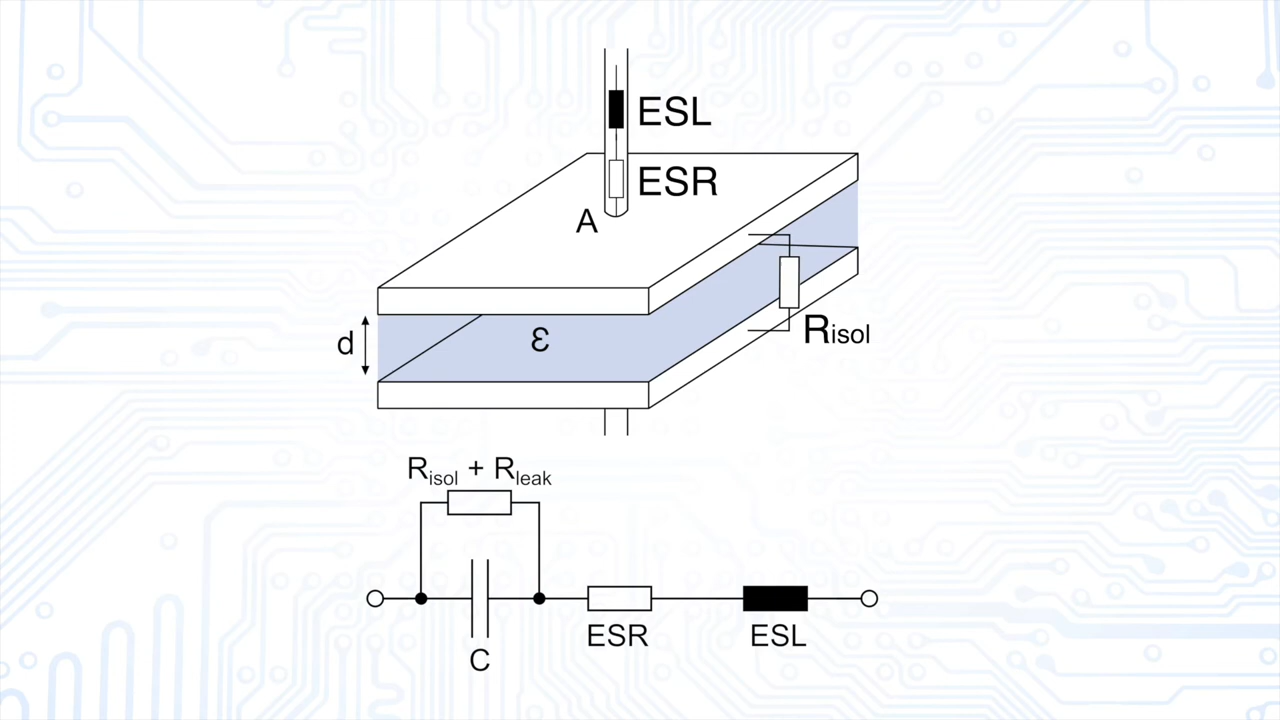 ESL
ESR
A
d
ε
Risol
Risol + Rleak
C
ESR
ESL